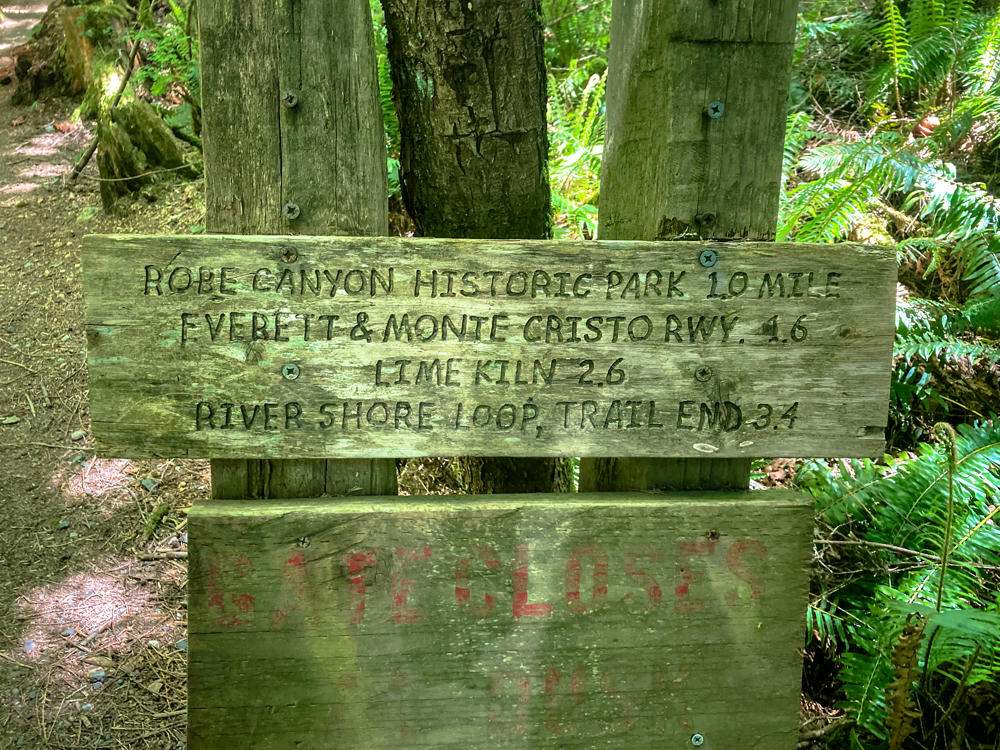 ROBE CANYON HISTORIC PARK 1.0 MILE
EVERETT & MONTE CRISTO RWY. 1.6
LIME KILN 2.6
RIVER SHORE LOOP, TRAIL END 3.4
GATE CLOSES